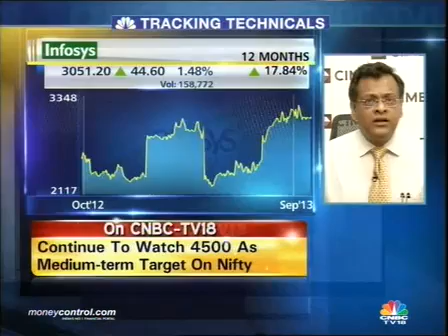 TRACKING TECHNICALS
Infosys
12 MONTHS
3051.20 44.60 1.48% 17.84%
Vol: 158,772
3348
2117
Oct'12 Sep'13
On CNBC-TV18
Continue To Watch 4500 As
Medium-term Target On Nifty
moneycontrol.com
CNBC
TV18